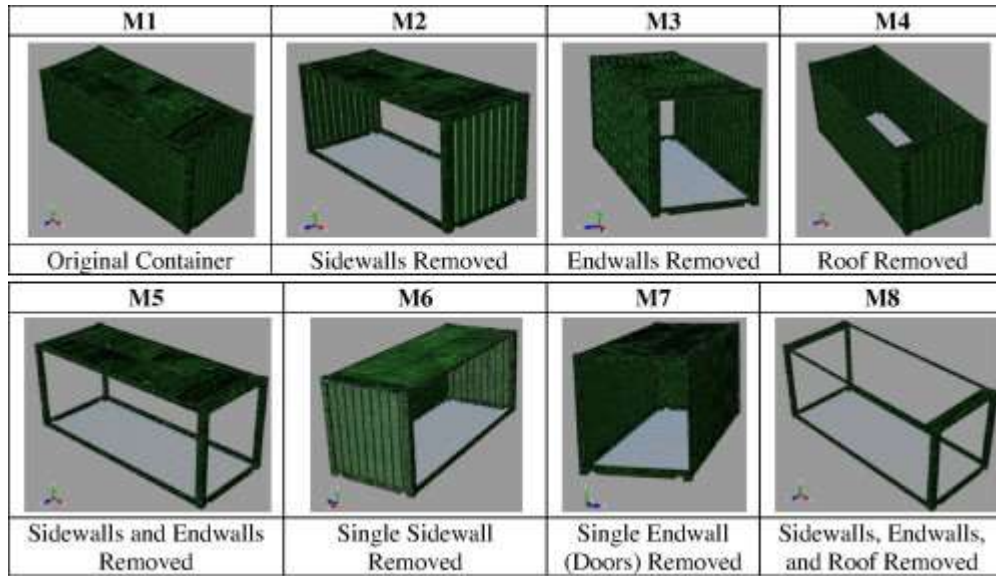 M1 M2 M3 M4
Original Container Sidewalls Removed Endwalls Removed Roof Removed
M5 M6 M7 M8
Sidewalls and Endwalls Single Sidewall Single Endwall Sidewalls, Endwalls,
Removed Removed (Doors) Removed and Roof Removed